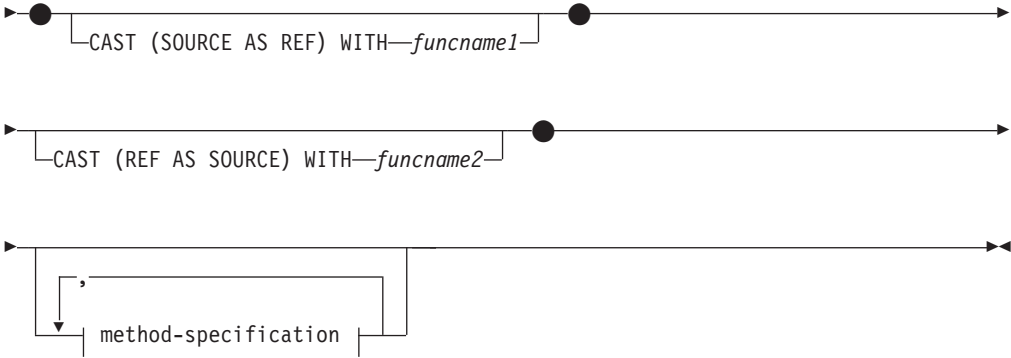 CAST (SOURCE AS REF) WITH funcname1
CAST (REF AS SOURCE) WITH funcname2
,
method-specification